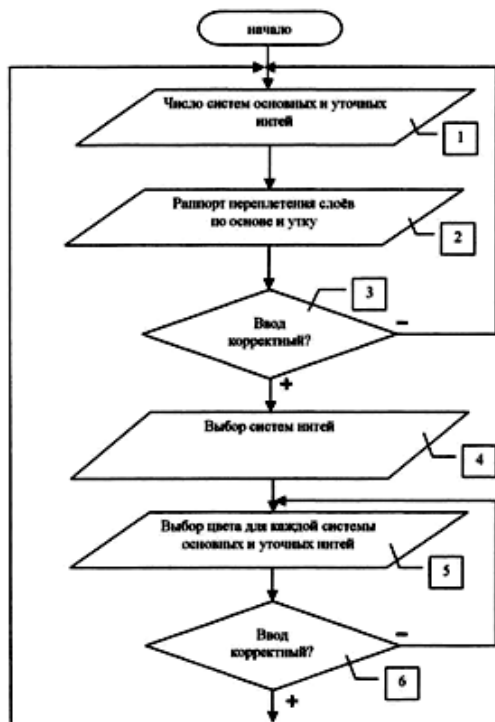 начало
Число систем основных и уточных
нитей
1
Раппорт переплетения слоёв
по основе и утку
2
3
Ввод
корректный?
−
+
Выбор систем нитей
4
Выбор цвета для каждой системы
основных и уточных нитей
5
Ввод
корректный?
−
6
+